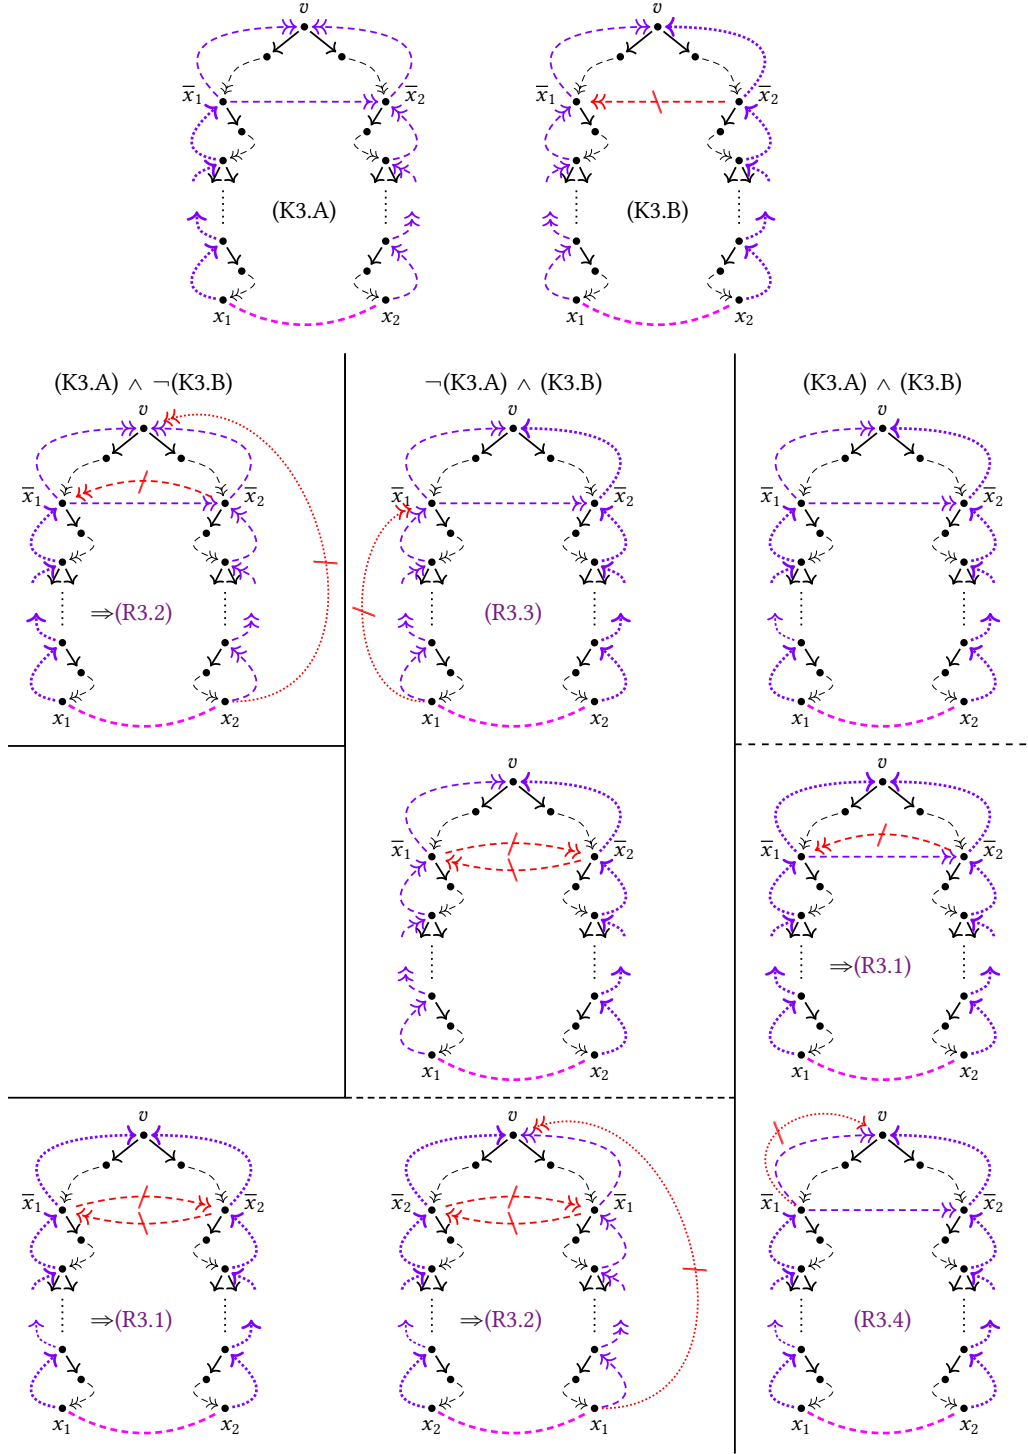 v v
x̅₁ x̅₂ x̅₁ x̅₂
(K3.A) (K3.B)
x₁ x₂ x₁ x₂
(K3.A) ∧ ¬(K3.B) ¬(K3.A) ∧ (K3.B) (K3.A) ∧ (K3.B)
v v v
x̅₁ x̅₂ x̅₁ x̅₂ x̅₁ x̅₂
⇒(R3.2) (R3.3)
x₁ x₂ x₁ x₂ x₁ x₂
v v
x̅₁ x̅₂ x̅₁ x̅₂
⇒(R3.1)
x₁ x₂ x₁ x₂
v v v
x̅₁ x̅₂ x̅₂ x̅₁ x̅₁ x̅₂
⇒(R3.1) ⇒(R3.2) (R3.4)
x₁ x₂ x₂ x₁ x₁ x₂